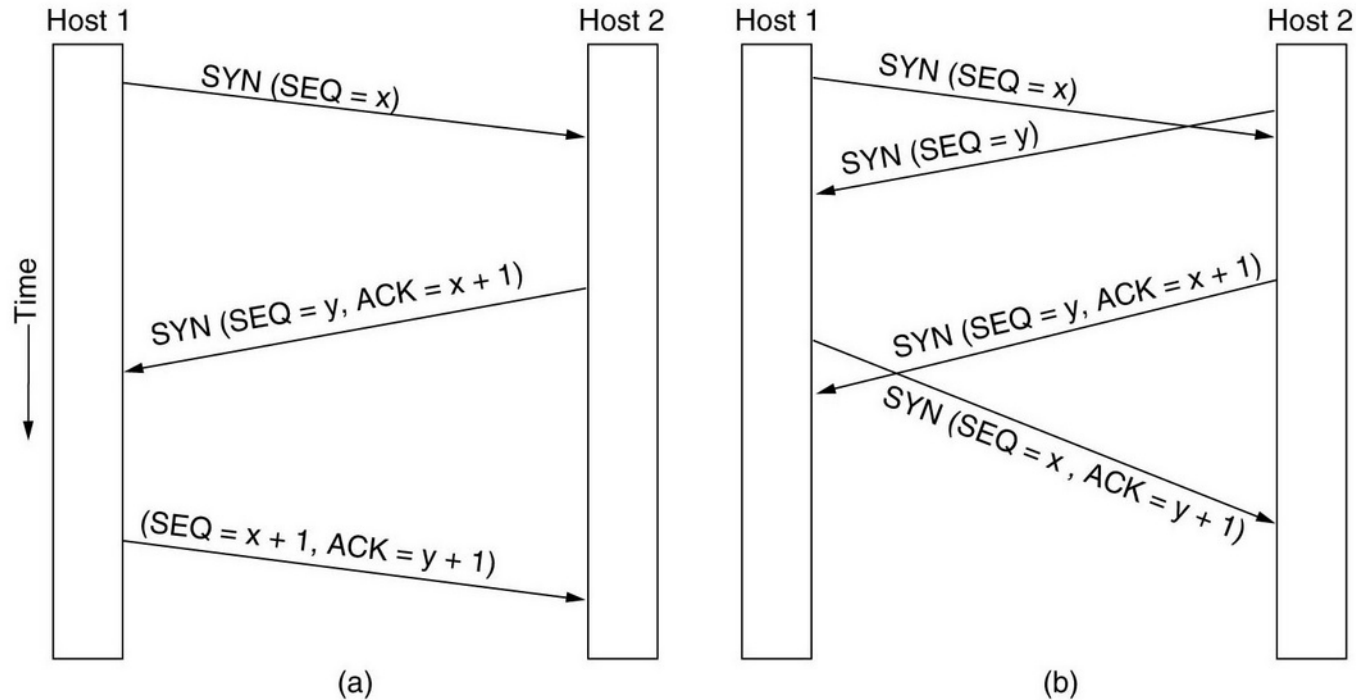 Host 1
Host 2
SYN (SEQ = x)
SYN (SEQ = y, ACK = x + 1)
(SEQ = x + 1, ACK = y + 1)
Time
(a)
Host 1
Host 2
SYN (SEQ = x)
SYN (SEQ = y)
SYN (SEQ = y, ACK = x + 1)
SYN (SEQ = x , ACK = y + 1)
(b)